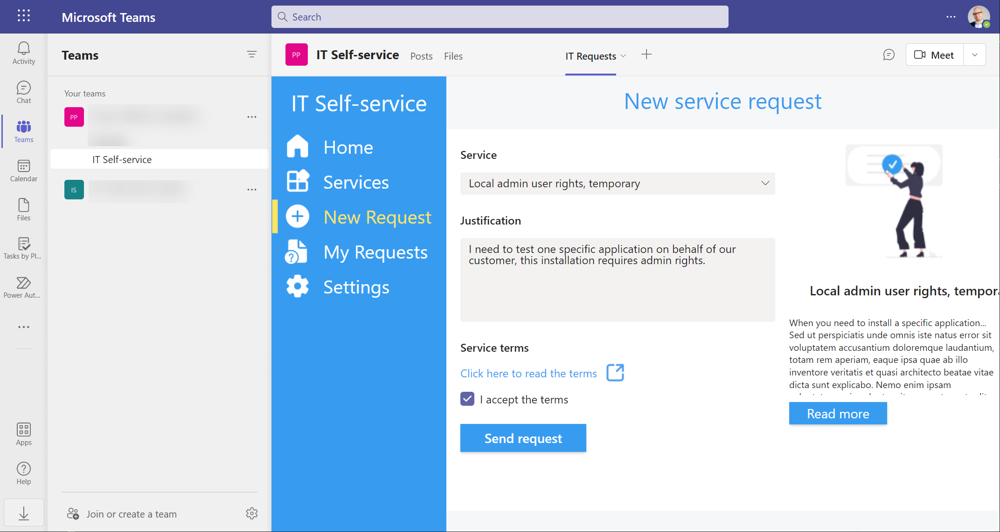 Microsoft Teams
Search
Activity
Chat
Teams
Calendar
Files
Tasks by Pl...
Power Aut...
Apps
Help
Teams
Your teams
PP
IT Self-service
IS
Join or create a team
PP
IT Self-service
Posts
Files
IT Requests
Meet
IT Self-service
Home
Services
New Request
My Requests
Settings
New service request
Service
Local admin user rights, temporary
Justification
I need to test one specific application on behalf of our
customer, this installation requires admin rights.
Service terms
Click here to read the terms
I accept the terms
Send request
Local admin user rights, tempor
When you need to install a specific application...
Sed ut perspiciatis unde omnis iste natus error sit
voluptatem accusantium doloremque laudantium,
totam rem aperiam, eaque ipsa quae ab illo
inventore veritatis et quasi architecto beatae vitae
dicta sunt explicabo. Nemo enim ipsam
Read more